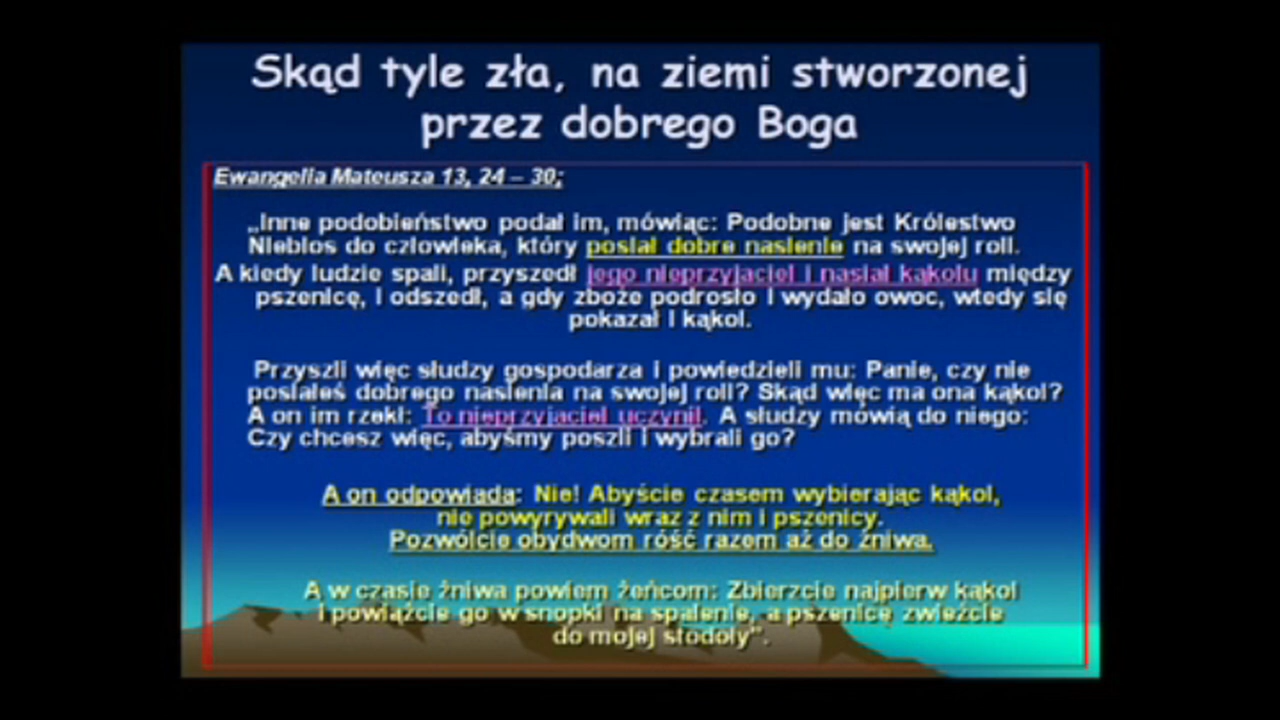 Skąd tyle zła, na ziemi stworzonej
przez dobrego Boga
Ewangelia Mateusza 13, 24 – 30;
„Inne podobieństwo podał im, mówiąc: Podobne jest Królestwo
Niebios do człowieka, który posiał dobre nasienie na swojej roli.
A kiedy ludzie spali, przyszedł jego nieprzyjaciel i nasiał kąkolu między
pszenicę, i odszedł, a gdy zboże podrosło i wydało owoc, wtedy się
pokazał i kąkol.
Przyszli więc słudzy gospodarza i powiedzieli mu: Panie, czy nie
posiałeś dobrego nasienia na swojej roli? Skąd więc ma ona kąkol?
A on im rzekł: To nieprzyjaciel uczynił. A słudzy mówią do niego:
Czy chcesz więc, abyśmy poszli i wybrali go?
A on odpowiada: Nie! Abyście czasem wybierając kąkol,
nie powyrywali wraz z nim i pszenicy.
Pozwólcie obydwom róść razem aż do żniwa.
A w czasie żniwa powiem żeńcom: Zbierzcie najpierw kąkol
i powiążcie go w snopki na spalenie, a pszenicę zwieźcie
do mojej stodoły”.